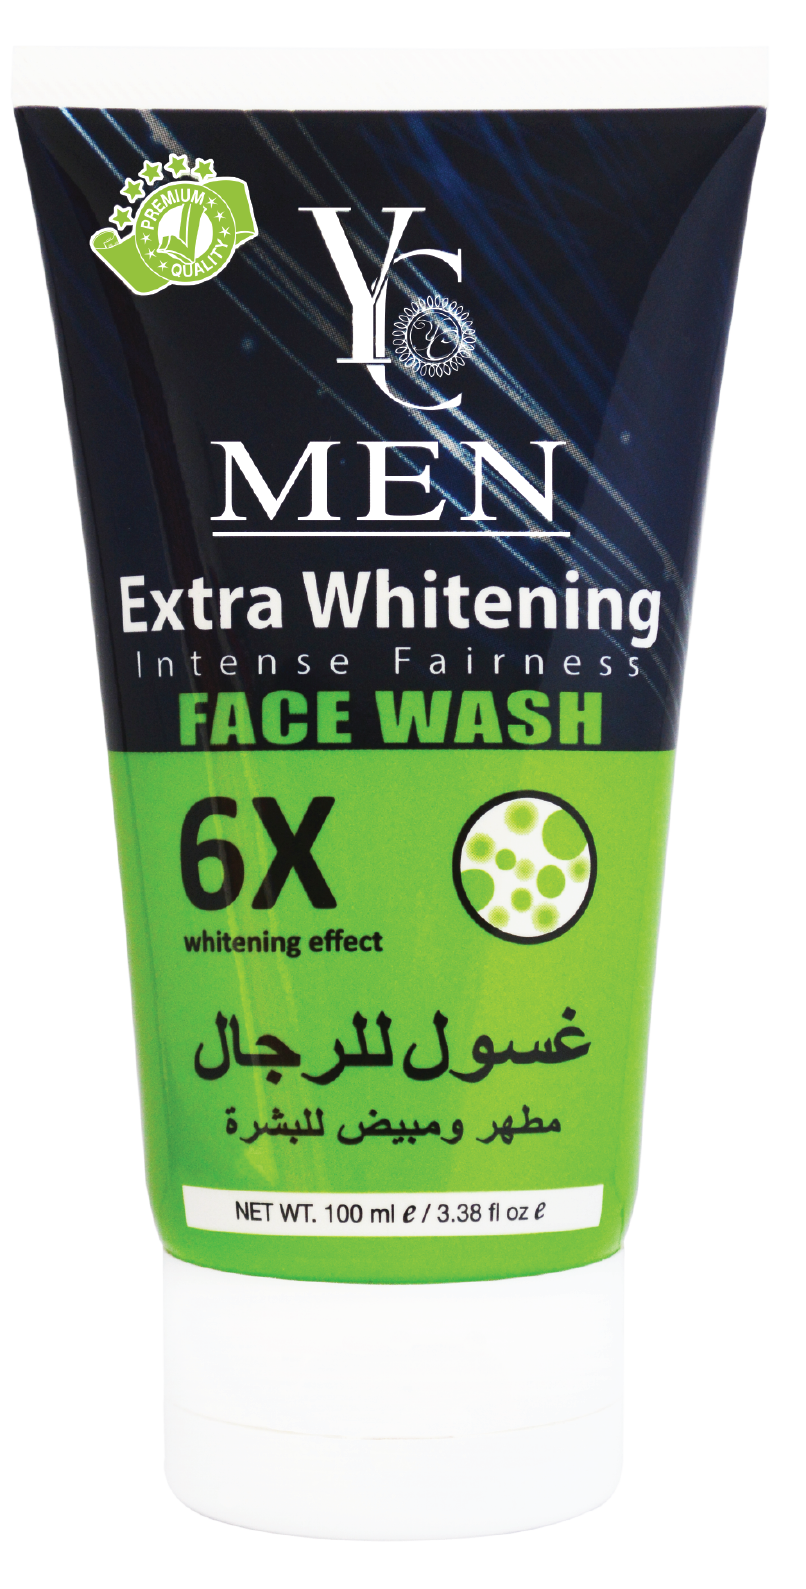 PREMIUM
QUALITY
YC
MEN
Extra Whitening
Intense Fairness
FACE WASH
6X
whitening effect
غسول للرجال
مطهر ومبيض للبشرة
NET WT. 100 ml e / 3.38 fl oz e